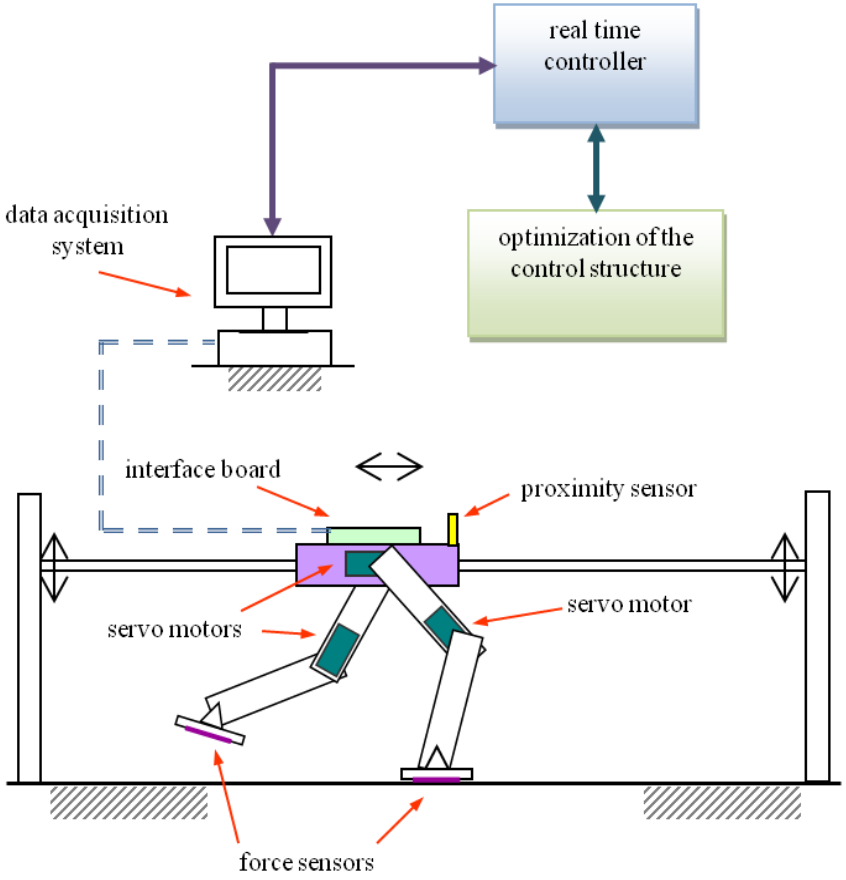 real time
controller
data acquisition
system
optimization of the
control structure
interface board
proximity sensor
servo motors
servo motor
force sensors